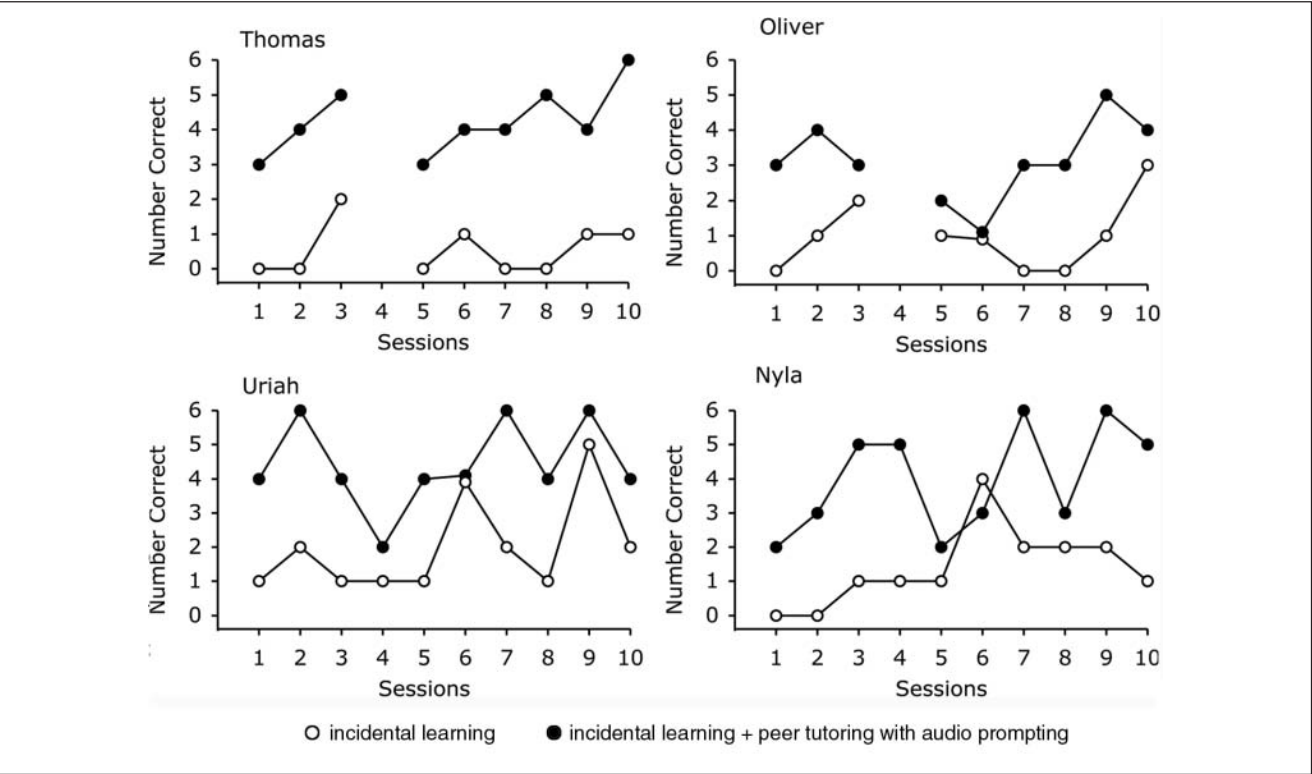 Thomas
Number Correct
6
5
4
3
2
1
0
1 2 3 4 5 6 7 8 9 10
Sessions
Oliver
Number Correct
6
5
4
3
2
1
0
1 2 3 4 5 6 7 8 9 10
Sessions
Uriah
Number Correct
6
5
4
3
2
1
0
1 2 3 4 5 6 7 8 9 10
Sessions
Nyla
Number Correct
6
5
4
3
2
1
0
1 2 3 4 5 6 7 8 9 10
Sessions
incidental learning
incidental learning + peer tutoring with audio prompting